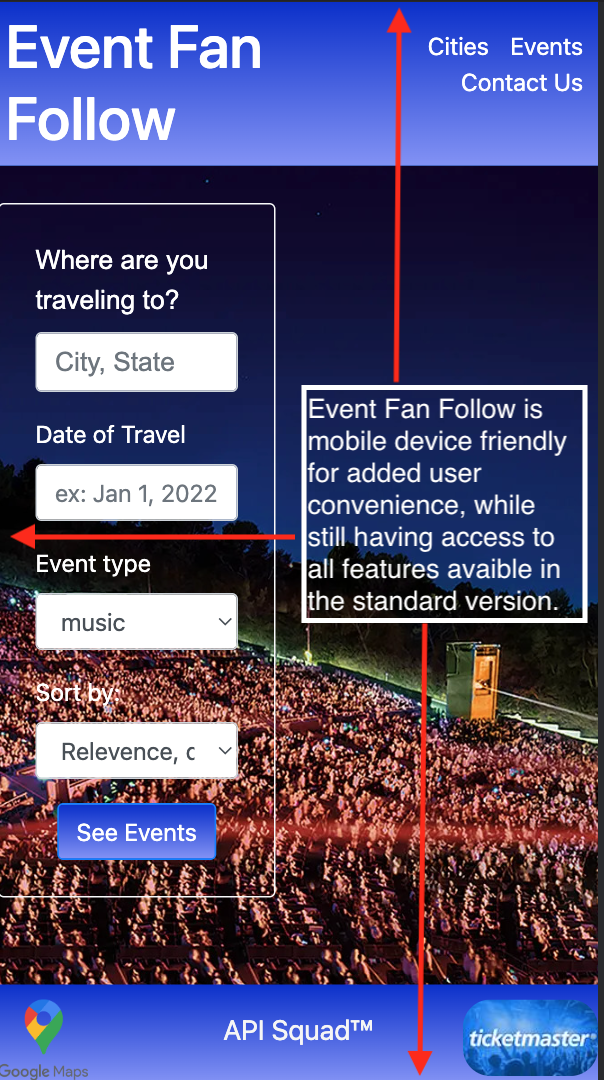 Event Fan
Follow
Cities Events
Contact Us
Where are you
traveling to?
City, State
Date of Travel
ex: Jan 1, 2022
Event type
music
Sort by:
Relevence, c
See Events
Event Fan Follow is
mobile device friendly
for added user
convenience, while
still having access to
all features avaible in
the standard version.
Google Maps
API Squad™
ticketmaster®